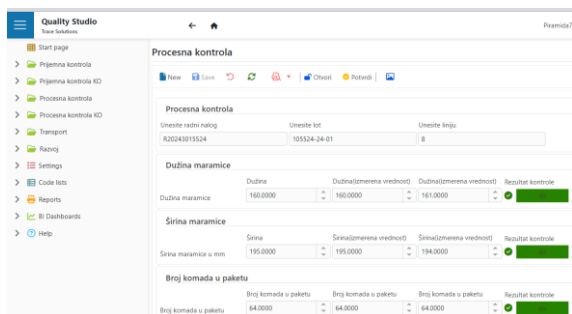 Quality Studio
Trace Solutions
Piramida7
Start page
Prijemna kontrola
Prijemna kontrola KO
Procesna kontrola
Procesna kontrola KO
Transport
Razvoj
Settings
Code lists
Reports
BI Dashboards
Help
Procesna kontrola
New Save Otvori Potvrdi
Procesna kontrola
Unesite radni nalog Unesite lot Unesite liniju
R20243015524 105524-24-01 8
Dužina maramice
Dužina Dužina(izmerena vrednost) Dužina(izmerena vrednost) Rezultat kontrole
Dužina maramice 160.0000 160.0000 161.0000
Širina maramice
Širina Širina(izmerena vrednost) Širina(izmerena vrednost) Rezultat kontrole
Širina maramice u mm 195.0000 195.0000 194.0000
Broj komada u paketu
Broj komada u paketu Broj komada u paketu Broj komada u paketu Rezultat kontrole
Broj komada u paketu 64.0000 64.0000 64.0000